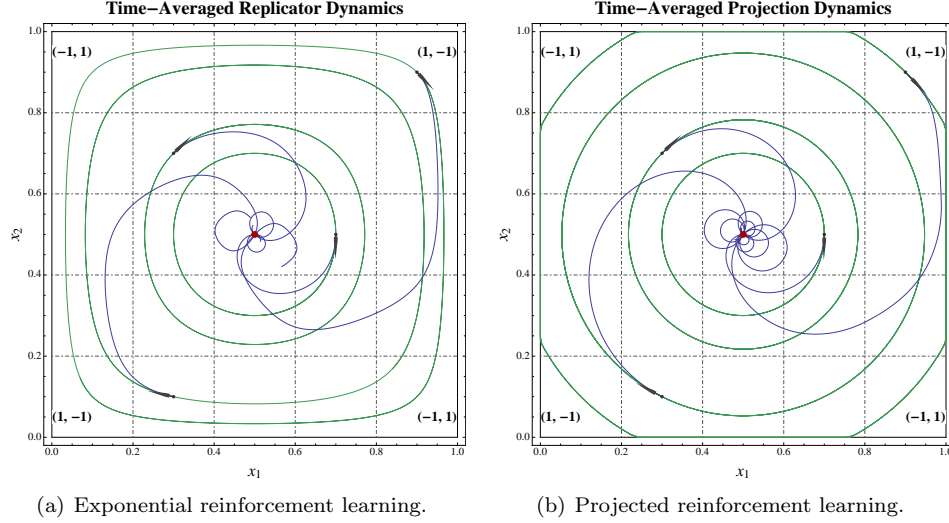 Time-Averaged Replicator Dynamics
1.0
0.8
0.6
0.4
0.2
0.0
x2
(-1, 1)
(1, -1)
(1, -1)
(-1, 1)
0.0 0.2 0.4 0.6 0.8 1.0
x1
(a) Exponential reinforcement learning.
Time-Averaged Projection Dynamics
1.0
0.8
0.6
0.4
0.2
0.0
x2
(-1, 1)
(1, -1)
(1, -1)
(-1, 1)
0.0 0.2 0.4 0.6 0.8 1.0
x1
(b) Projected reinforcement learning.